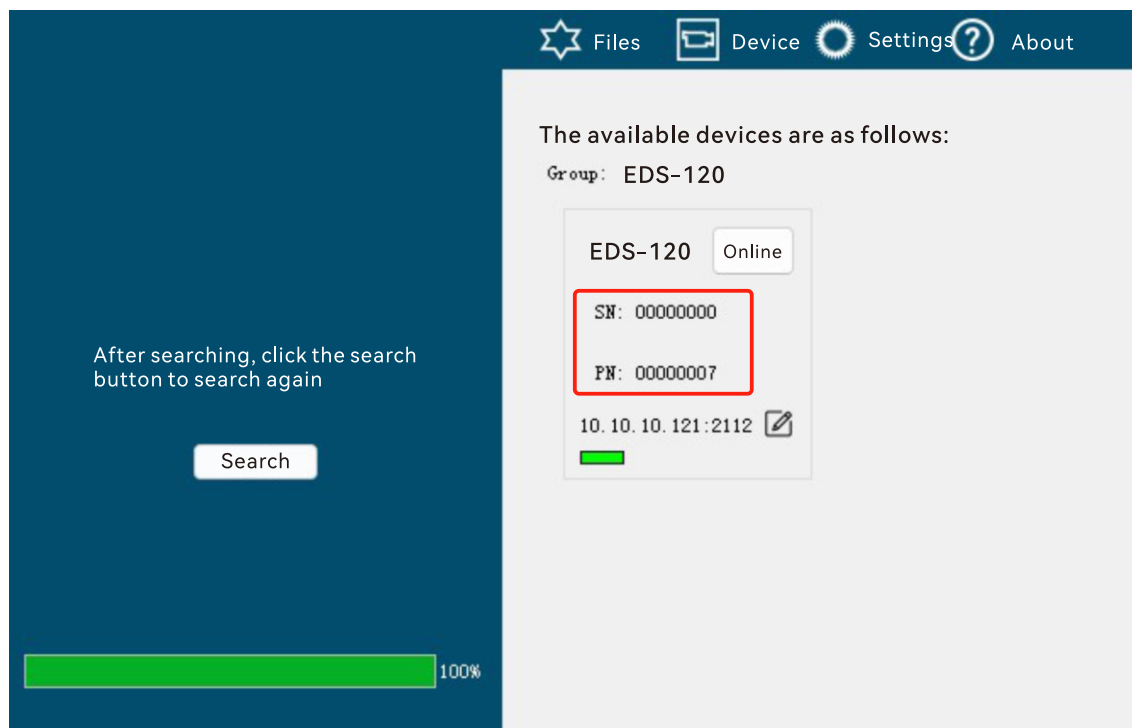 Files Device Settings ? About
After searching, click the search
button to search again
Search
100%
The available devices are as follows:
Group: EDS-120
EDS-120 Online
SN: 00000000
PN: 00000007
10.10.10.121:2112